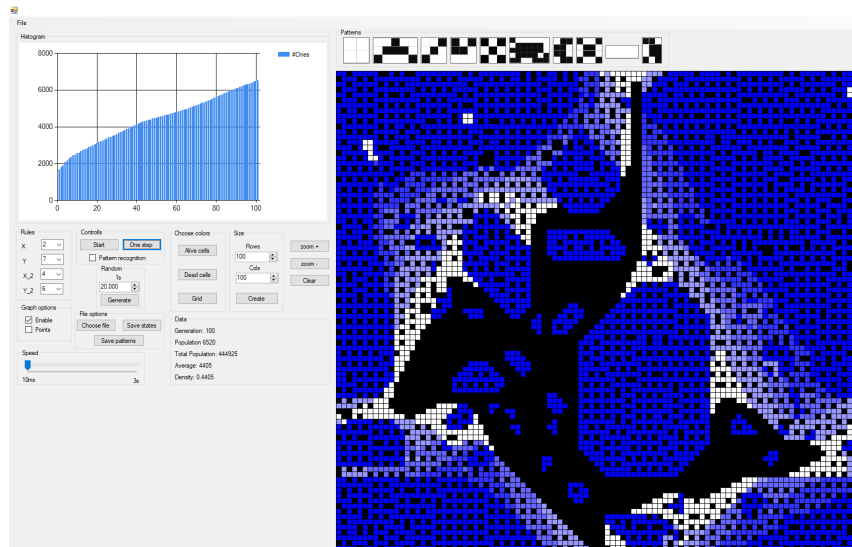 File
Histogram
Patterns
8000
6000
4000
2000
0
0 20 40 60 80 100
#Ones
Rules
X 2
Y 7
X_2 4
Y_2 6
Controlls
Start One step
Pattern recognition
Random
1s
20.000
Generate
Choose colors
Alive cells
Dead cells
Grid
Size
Rows
100
Cols
100
Create
zoom +
zoom -
Clear
Graph options
Enable
Points
File options
Choose file Save states
Save patterns
Data
Generation: 100
Population 6520
Total Population: 444925
Average: 4405
Density: 0.4405
Speed
10ms 3s